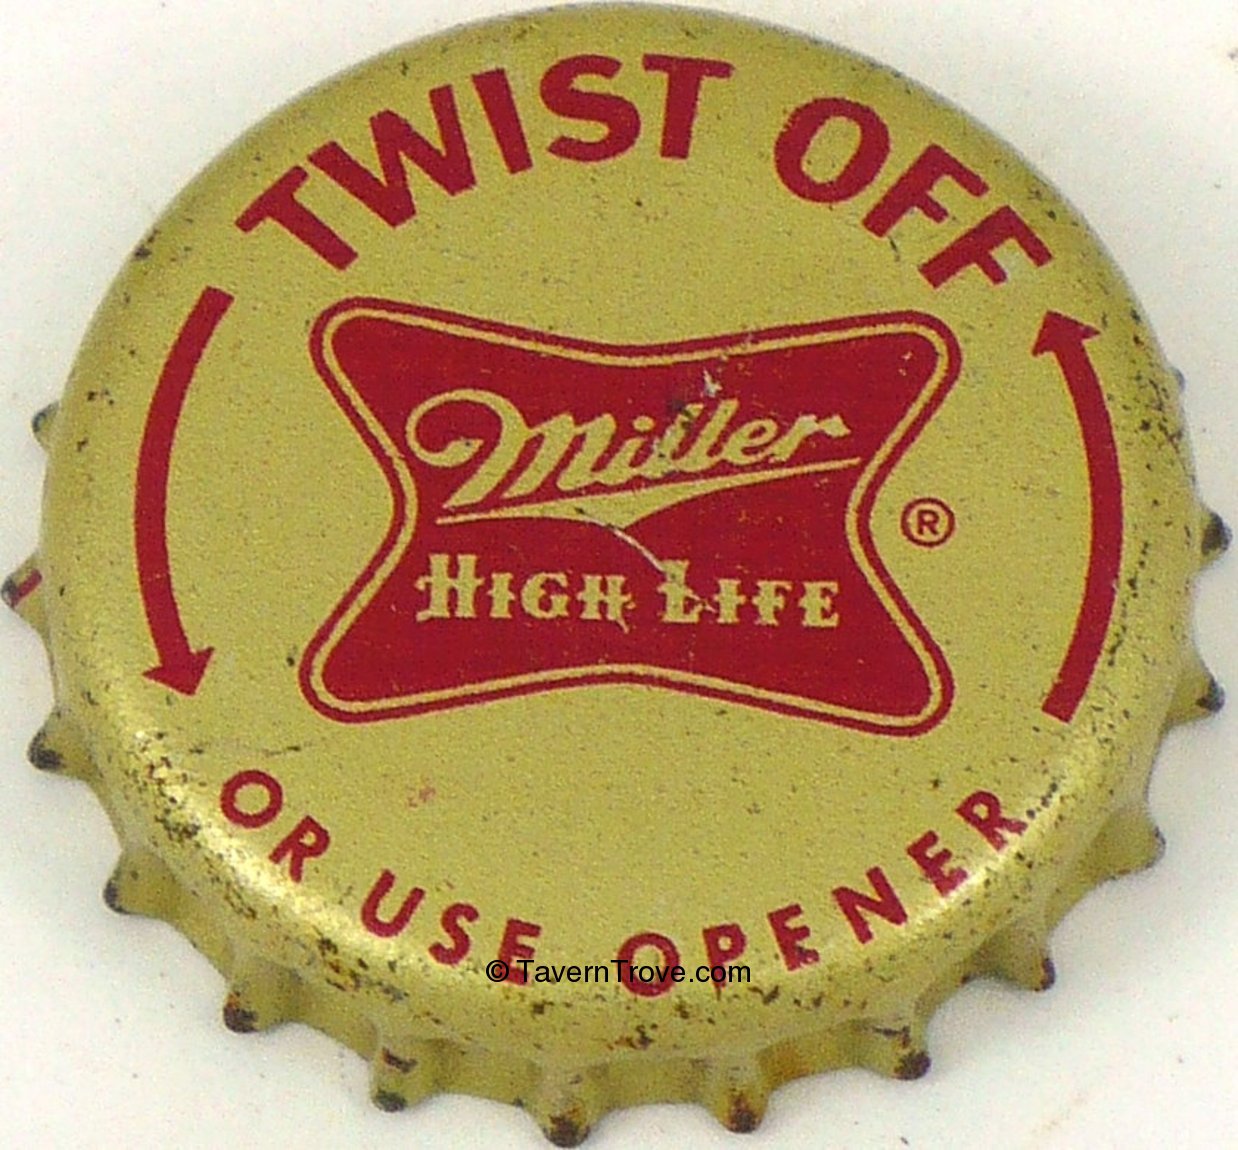 TWIST OFF
Miller
HIGH LIFE
®
OR USE OPENER
© TavernTrove.com